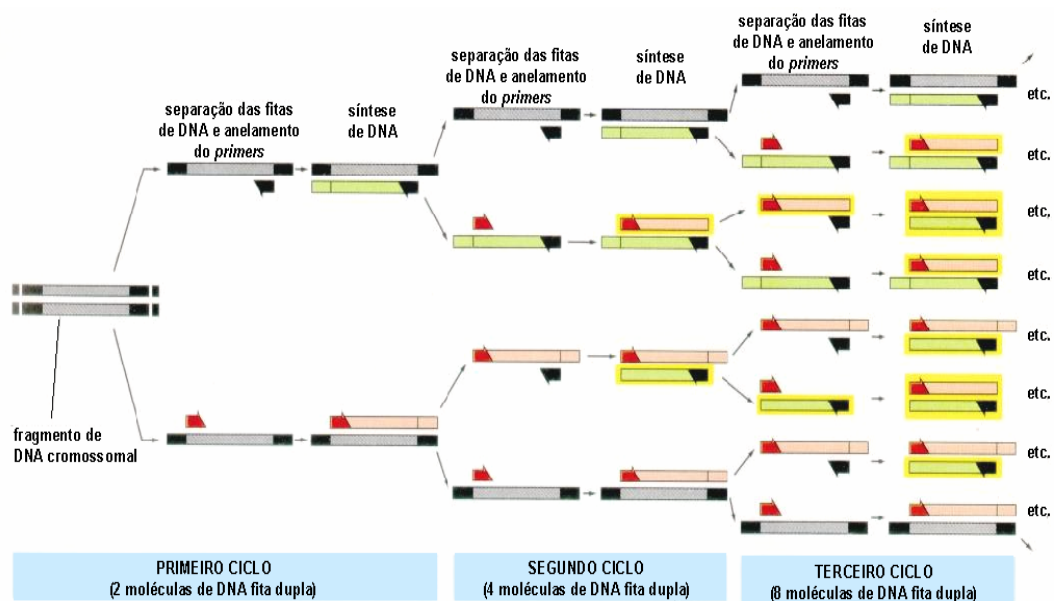 separação das fitas
de DNA e anelamento
do primers
síntese
de DNA
separação das fitas
de DNA e anelamento
do primers
síntese
de DNA
separação das fitas
de DNA e anelamento
do primers
síntese
de DNA
etc.
etc.
etc,
etc.
etc.
etc.
etc.
etc.
fragmento de
DNA cromossomal
PRIMEIRO CICLO
(2 moléculas de DNA fita dupla)
SEGUNDO CICLO
(4 moléculas de DNA fita dupla)
TERCEIRO CICLO
(8 moléculas de DNA fita dupla)